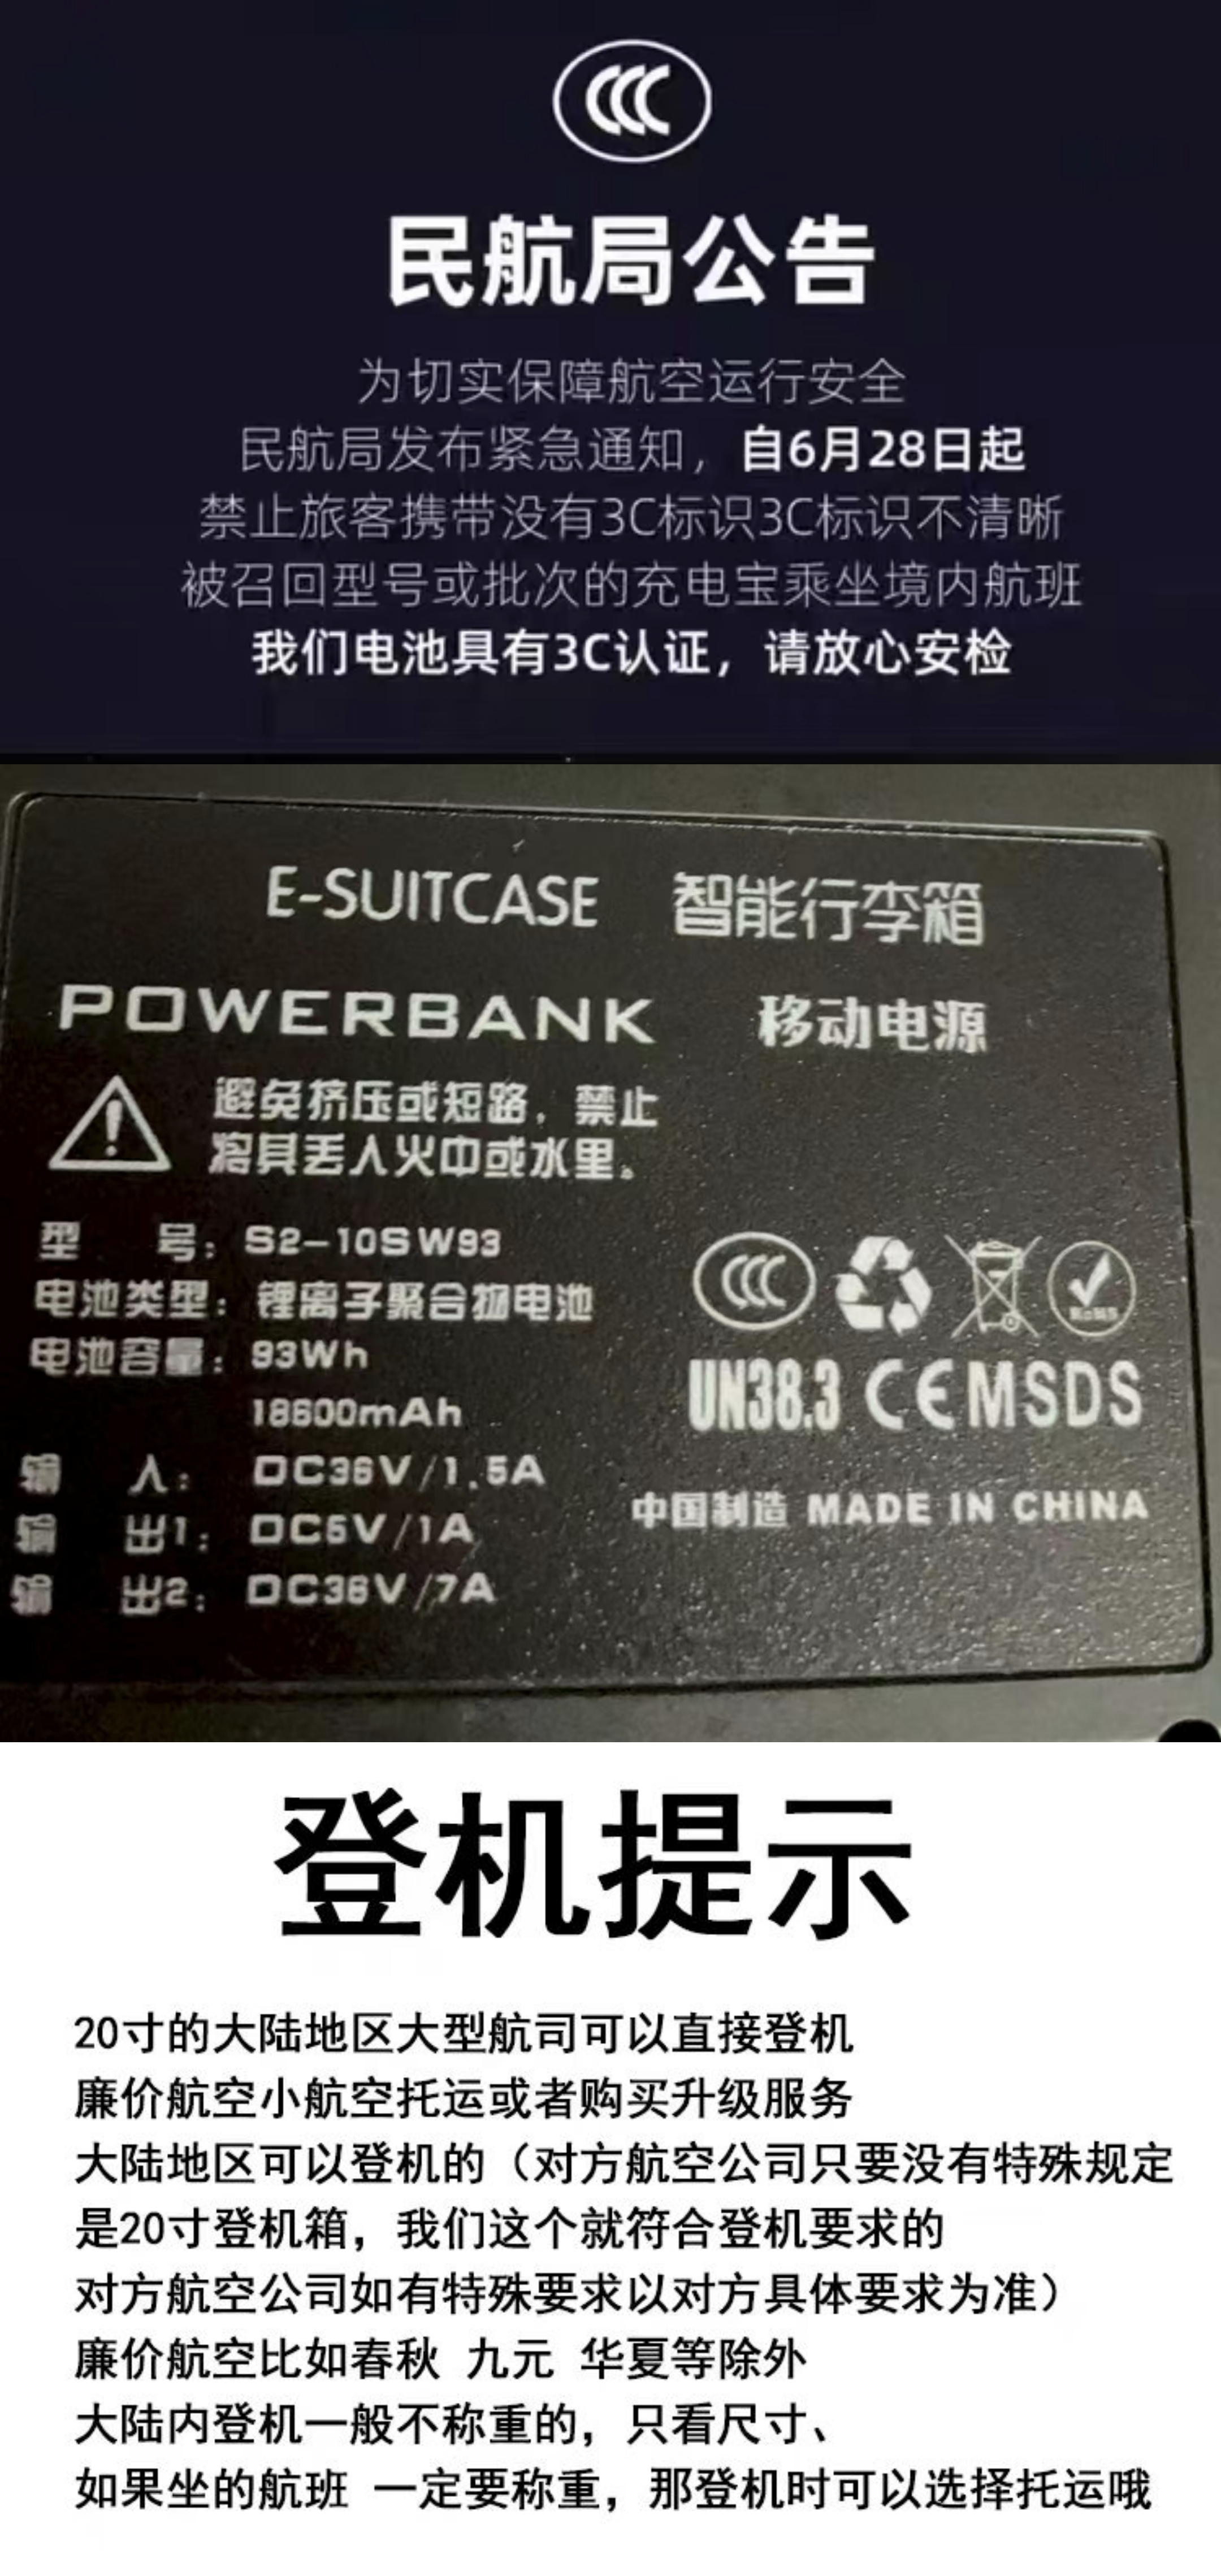 CCC
民航局公告
为切实保障航空运行安全
民航局发布紧急通知，自6月28日起
禁止旅客携带没有3C标识3C标识不清晰
被召回型号或批次的充电宝乘坐境内航班
我们电池具有3C认证，请放心安检
E-SUITCASE 智能行李箱
POWERBANK 移动电源
避免挤压或短路，禁止
将其丢入火中或水里。
型 号：S2-10SW93
电池类型：锂离子聚合物电池
电池容量：93Wh
18600mAh
输 入：DC36V/1.5A
输 出1：DC5V/1A
输 出2：DC36V/7A
CCC
UN38.3 CE MSDS
中国制造 MADE IN CHINA
登机提示
20寸的大陆地区大型航司可以直接登机
廉价航空小航空托运或者购买升级服务
大陆地区可以登机的（对方航空公司只要没有特殊规定
是20寸登机箱，我们这个就符合登机要求的
对方航空公司如有特殊要求以对方具体要求为准）
廉价航空比如春秋 九元 华夏等除外
大陆内登机一般不称重的，只看尺寸、
如果坐的航班 一定要称重，那登机时可以选择托运哦